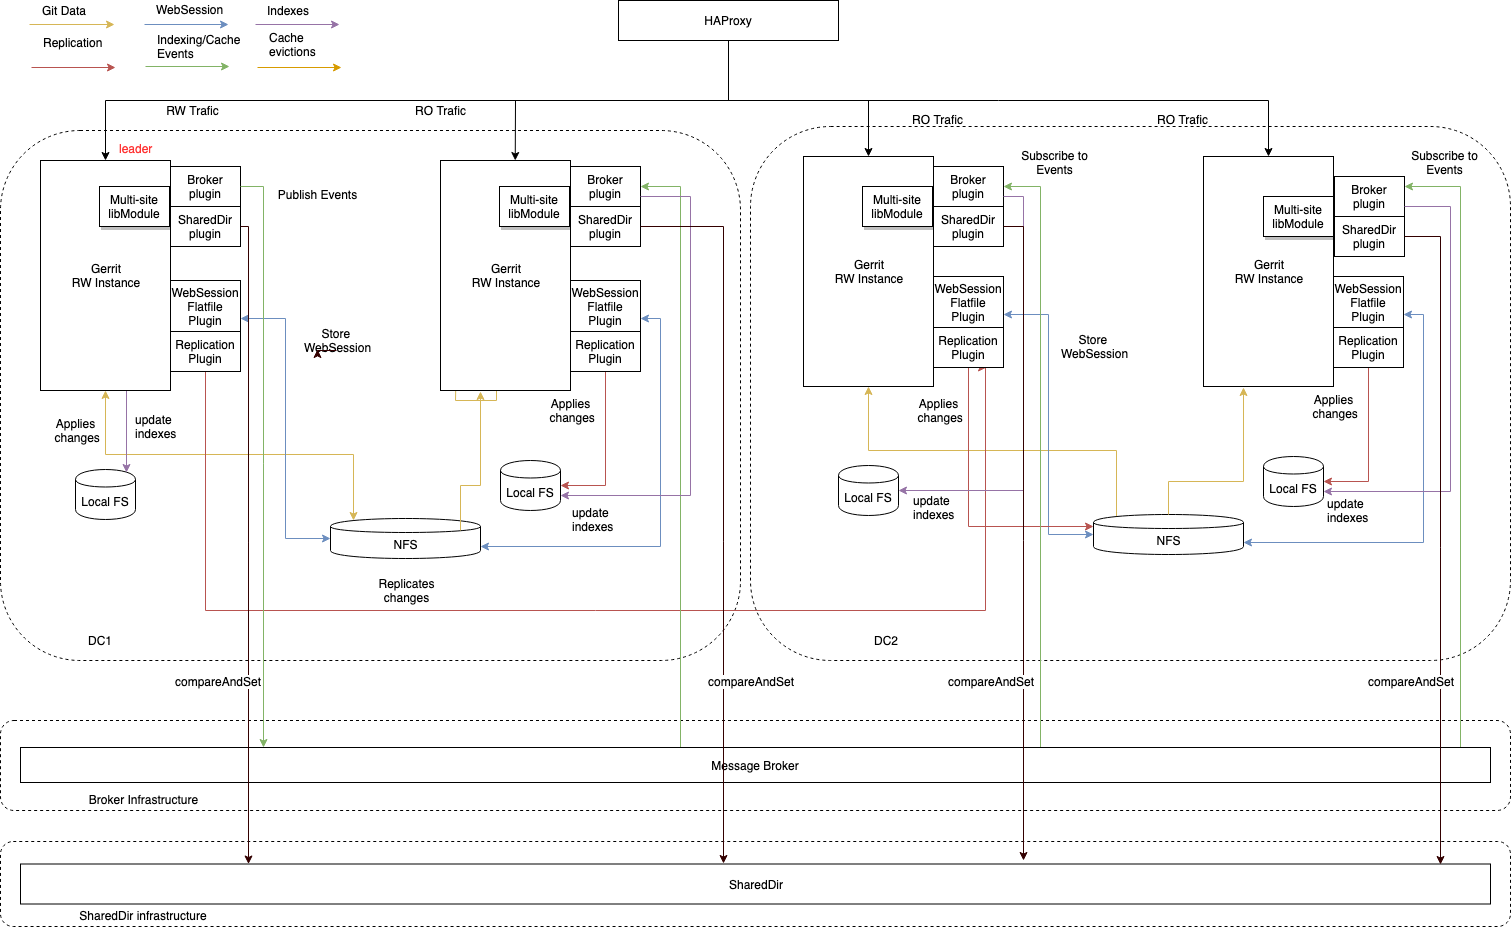 Git Data
WebSession
Indexes
Replication
Indexing/Cache
Events
Cache
evictions
HAProxy
RW Trafic
RO Trafic
RO Trafic
RO Trafic
leader
Broker
plugin
Multi-site
libModule
SharedDir
plugin
Publish Events
Gerrit
RW Instance
WebSession
Flatfile
Plugin
Replication
Plugin
Store
WebSession
Applies
changes
update
indexes
Local FS
Broker
plugin
Multi-site
libModule
SharedDir
plugin
Gerrit
RW Instance
WebSession
Flatfile
Plugin
Replication
Plugin
Applies
changes
Local FS
update
indexes
NFS
Replicates
changes
DC1
Subscribe to
Events
Broker
plugin
Multi-site
libModule
SharedDir
plugin
Gerrit
RW Instance
WebSession
Flatfile
Plugin
Replication
Plugin
Store
WebSession
Applies
changes
Local FS
update
indexes
Subscribe to
Events
Broker
plugin
Multi-site
libModule
SharedDir
plugin
Gerrit
RW Instance
WebSession
Flatfile
Plugin
Replication
Plugin
Applies
changes
Local FS
update
indexes
NFS
DC2
compareAndSet
compareAndSet
compareAndSet
compareAndSet
Message Broker
Broker Infrastructure
SharedDir
SharedDir infrastructure